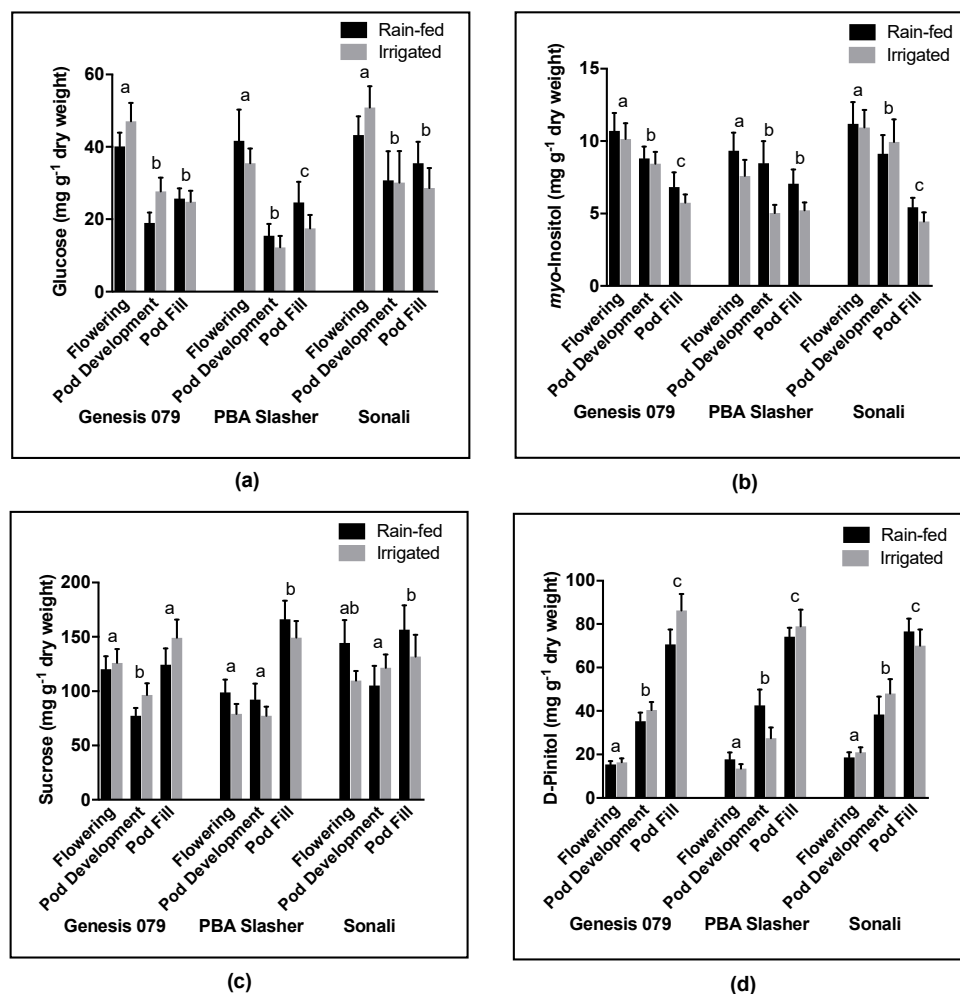 Rain-fed
Irrigated
Glucose (mg g⁻¹ dry weight)
60
40
20
0
a
b
b
a
b
c
a
b
b
Flowering
Pod Development
Pod Fill
Flowering
Pod Development
Pod Fill
Flowering
Pod Development
Pod Fill
Genesis 079 PBA Slasher Sonali
(a)
Rain-fed
Irrigated
myo-Inositol (mg g⁻¹ dry weight)
15
10
5
0
a
b
c
a
b
b
a
b
c
Flowering
Pod Development
Pod Fill
Flowering
Pod Development
Pod Fill
Flowering
Pod Development
Pod Fill
Genesis 079 PBA Slasher Sonali
(b)
Rain-fed
Irrigated
Sucrose (mg g⁻¹ dry weight)
200
150
100
50
0
a
b
a
a
a
b
ab
a
b
Flowering
Pod Development
Pod Fill
Flowering
Pod Development
Pod Fill
Flowering
Pod Development
Pod Fill
Genesis 079 PBA Slasher Sonali
(c)
Rain-fed
Irrigated
D-Pinitol (mg g⁻¹ dry weight)
100
80
60
40
20
0
a
b
c
a
b
c
a
b
c
Flowering
Pod Development
Pod Fill
Flowering
Pod Development
Pod Fill
Flowering
Pod Development
Pod Fill
Genesis 079 PBA Slasher Sonali
(d)